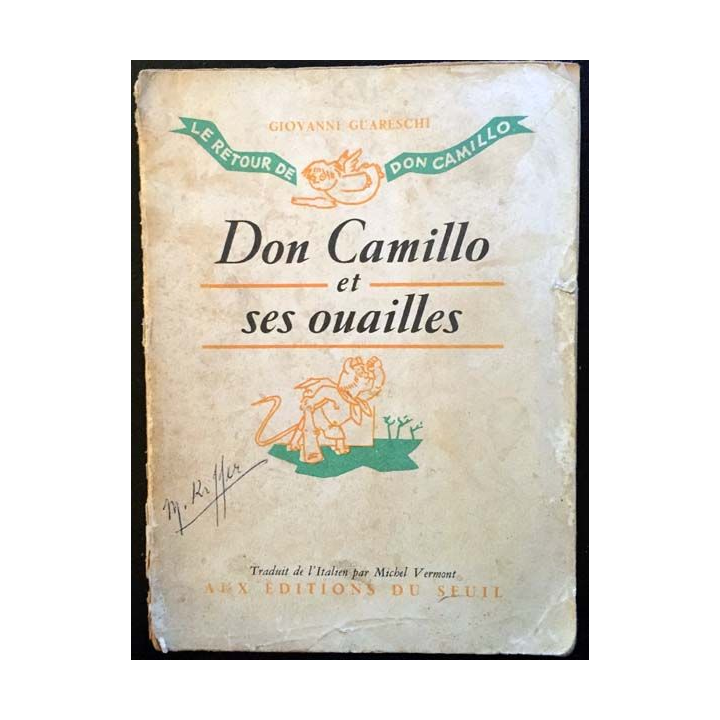 GIOVANNI GUARESCHI
LE RETOUR DE DON CAMILLO
Don Camillo
et
ses ouailles
Traduit de l'Italien par Michel Vermont
AUX ÉDITIONS DU SEUIL